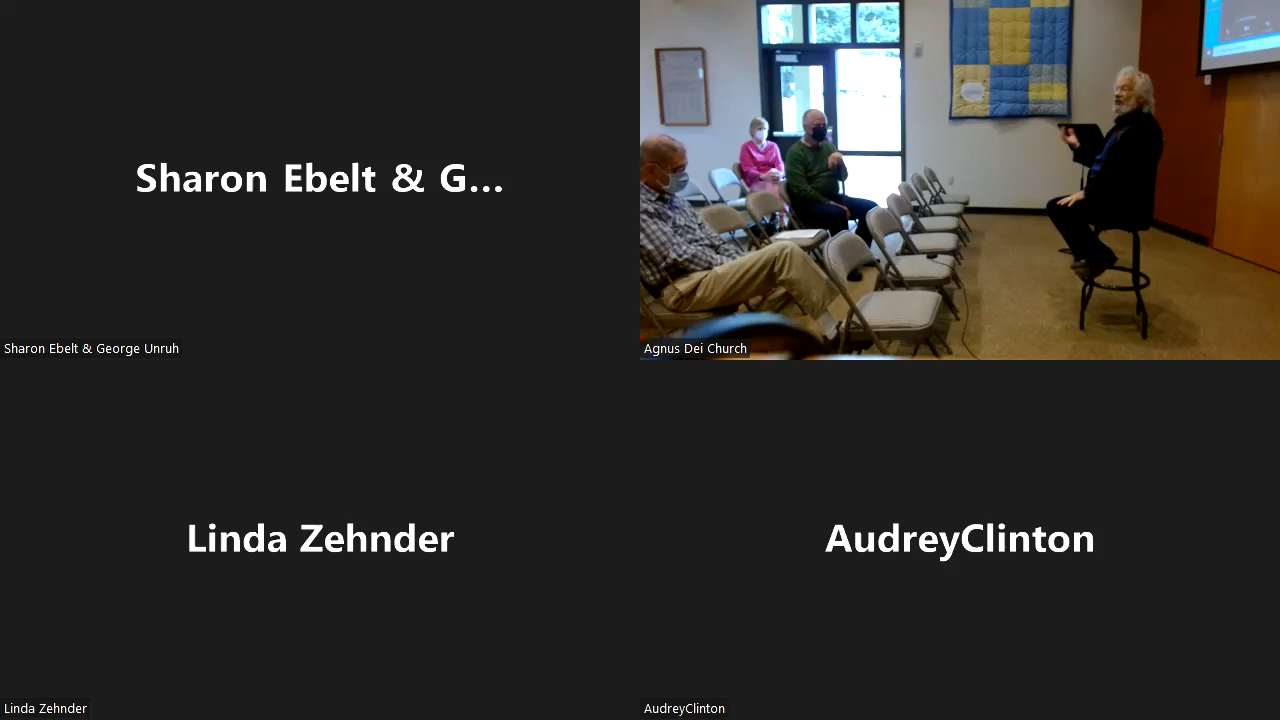 Sharon Ebelt & G...
Sharon Ebelt & George Unruh
Agnus Dei Church
Linda Zehnder
Linda Zehnder
AudreyClinton
AudreyClinton